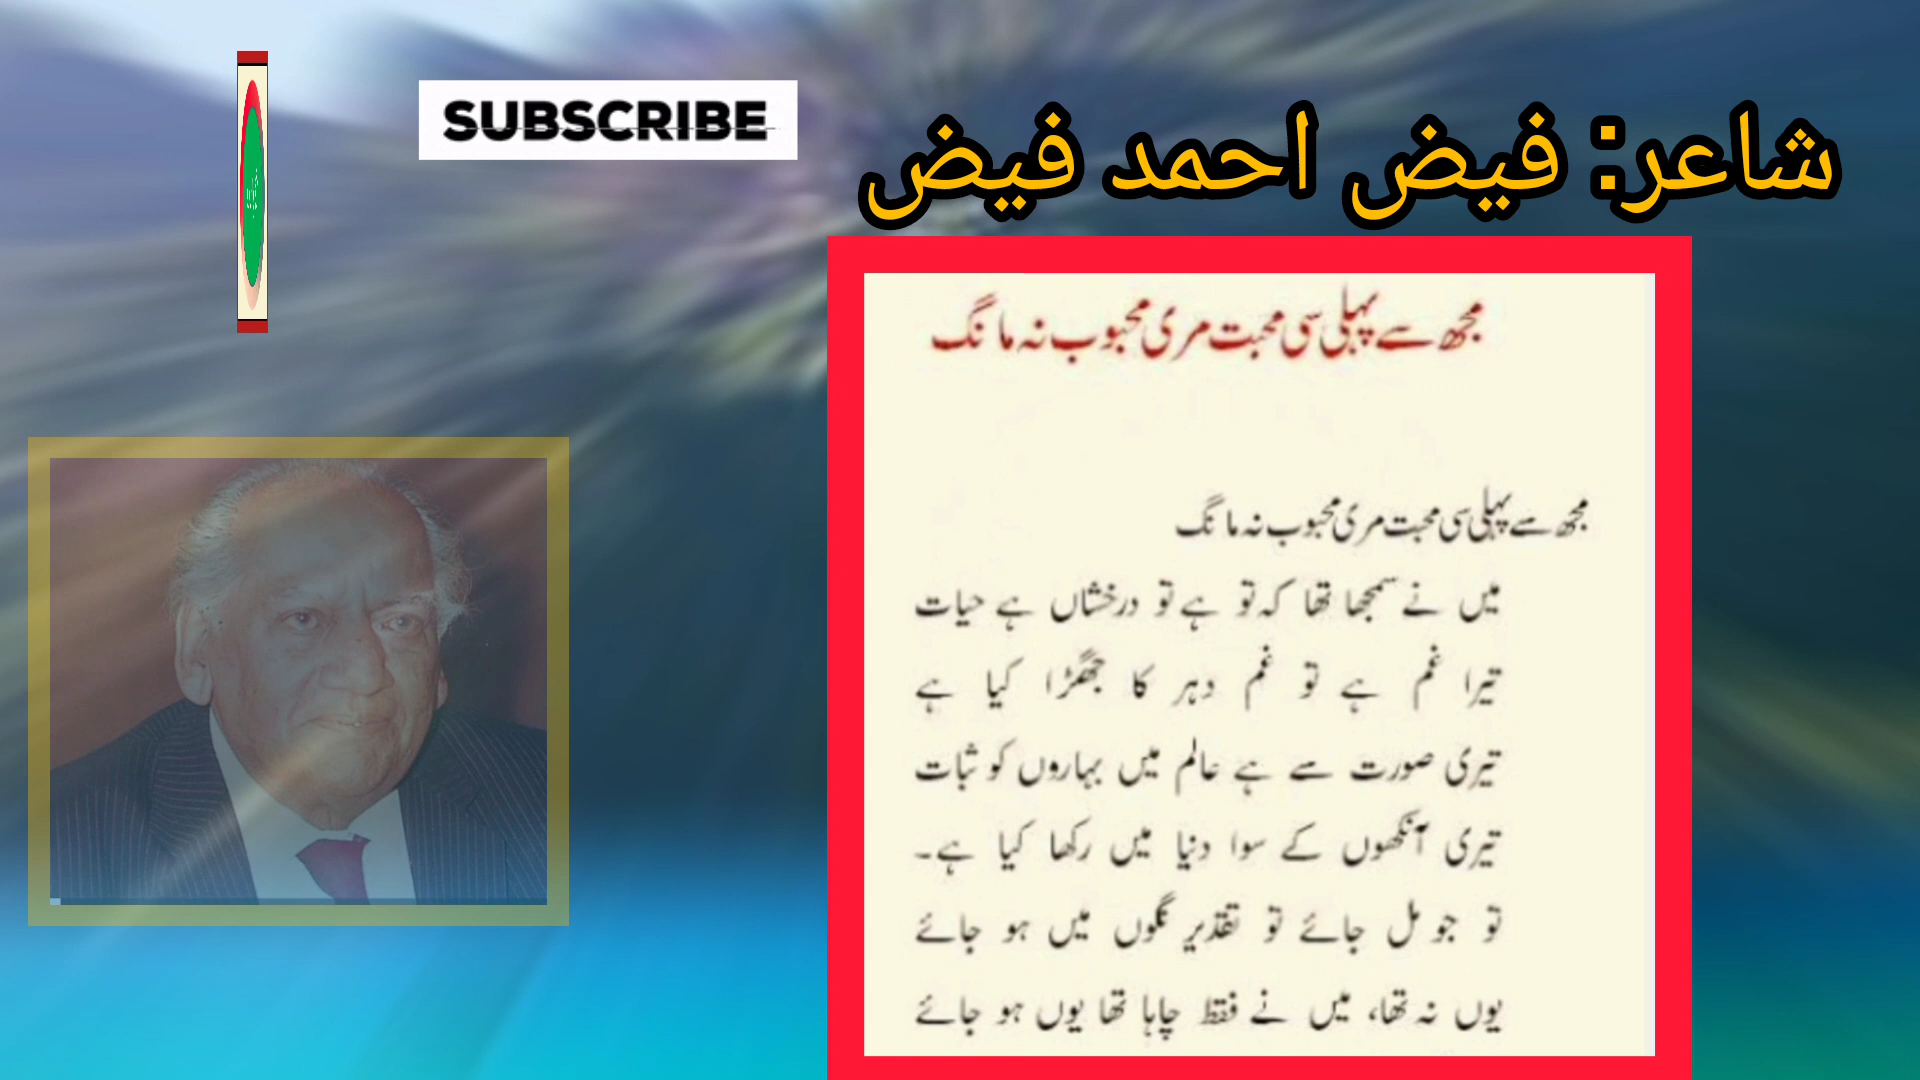 SUBSCRIBE
شاعر: فیض احمد فیض
مجھ سے پہلی سی محبت مری محبوب نہ مانگ
مجھ سے پہلی سی محبت مری محبوب نہ مانگ
میں نے سمجھا تھا کہ تو ہے تو درخشاں ہے حیات
تیرا غم ہے تو غم دہر کا جھگڑا کیا ہے
تیری صورت سے ہے عالم میں بہاروں کو ثبات
تیری آنکھوں کے سوا دنیا میں رکھا کیا ہے۔
تو جو مل جائے تو تقدیر نگوں میں ہو جائے
یوں نہ تھا، میں نے فقط چاہا تھا یوں ہو جائے